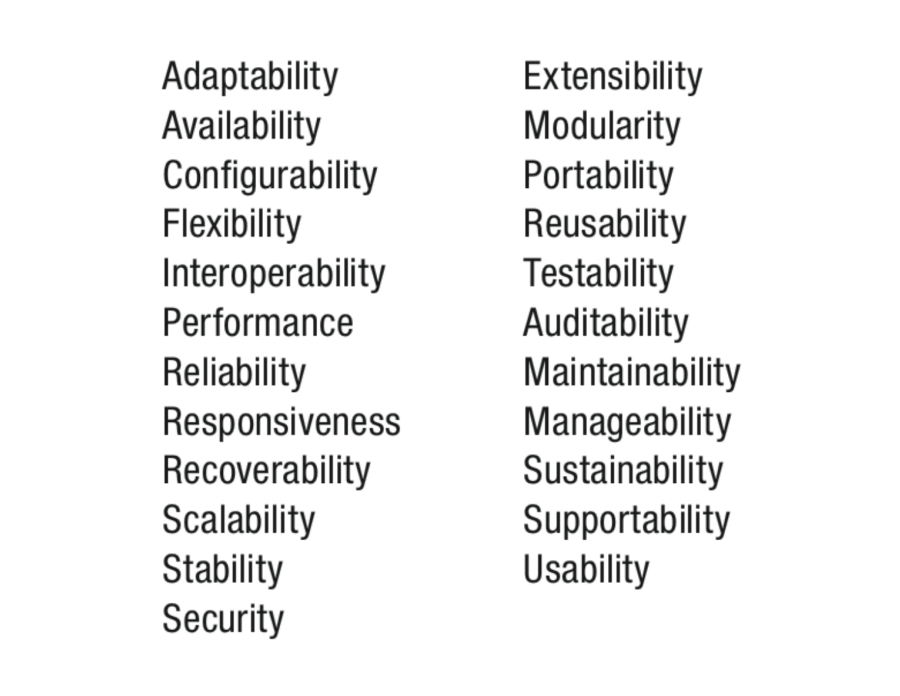 Adaptability
Availability
Configurability
Flexibility
Interoperability
Performance
Reliability
Responsiveness
Recoverability
Scalability
Stability
Security
Extensibility
Modularity
Portability
Reusability
Testability
Auditability
Maintainability
Manageability
Sustainability
Supportability
Usability